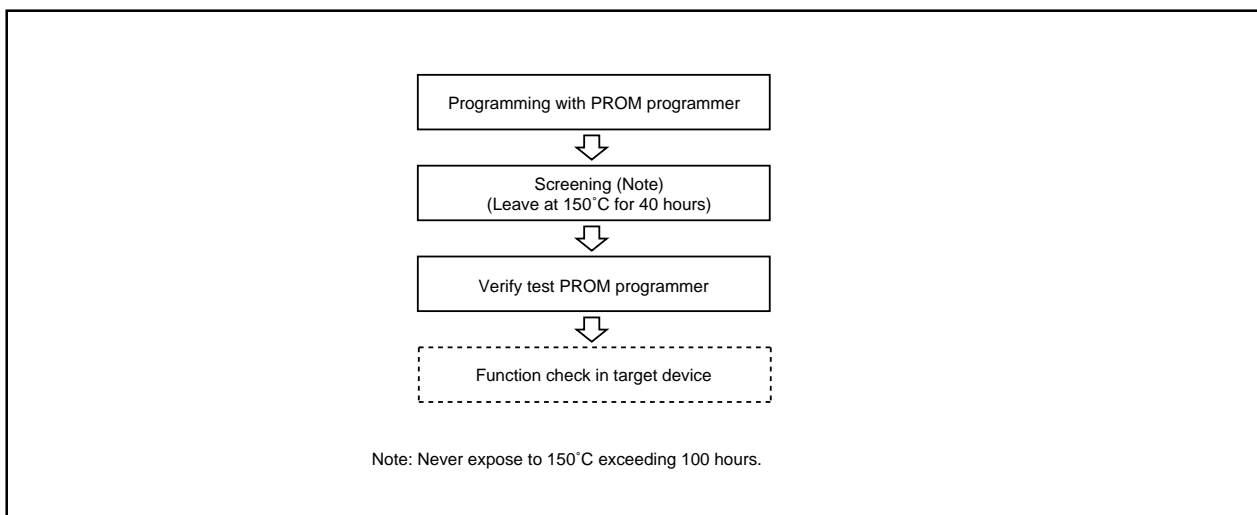 Programming with PROM programmer
Screening (Note)
(Leave at 150˚C for 40 hours)
Verify test PROM programmer
Function check in target device
Note: Never expose to 150˚C exceeding 100 hours.